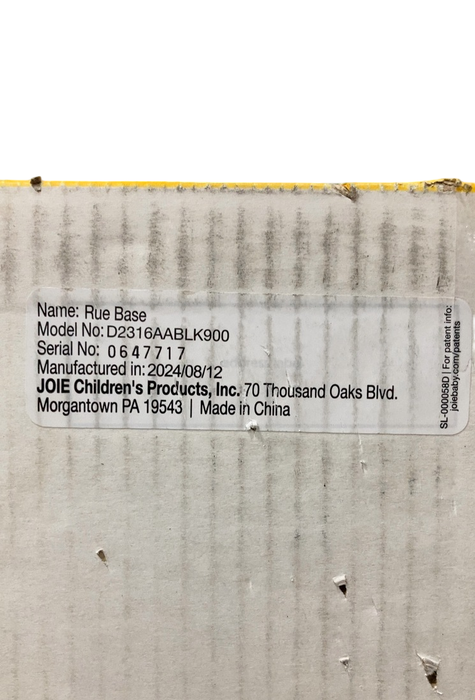 Name: Rue Base
Model No: D2316AABLK900
Serial No: 0647717
Manufactured in: 2024/08/12
JOIE Children's Products, Inc. 70 Thousand Oaks Blvd.
Morgantown PA 19543 | Made in China
SL-000058D | For patent info:
joiebaby.com/patents